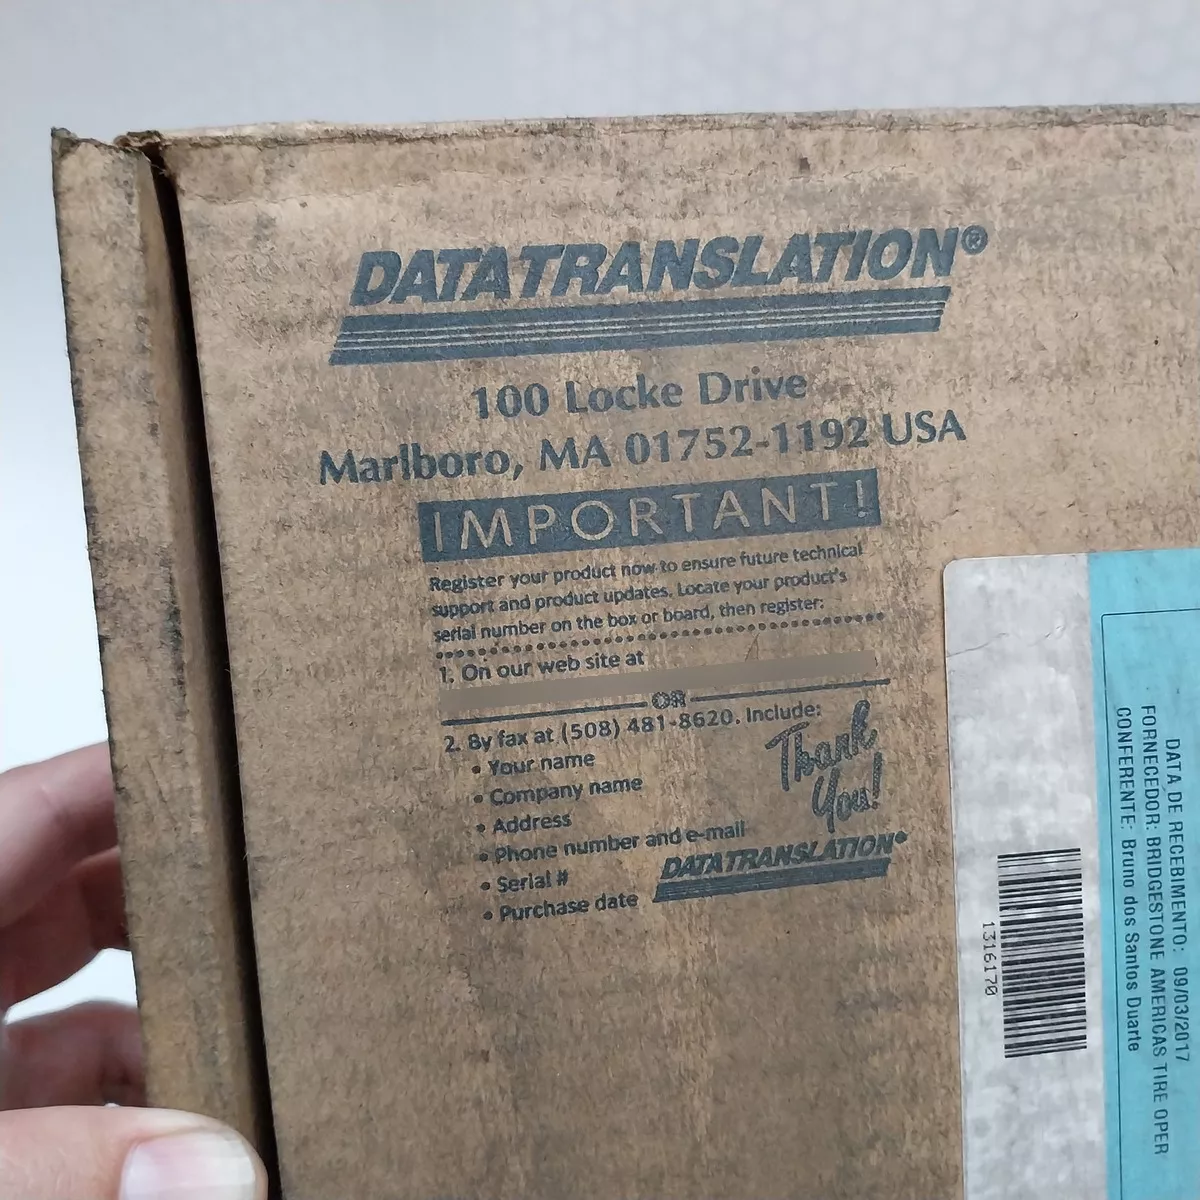 DATA TRANSLATION®
100 Locke Drive
Marlboro, MA 01752-1192 USA
IMPORTANT!
Register your product now to ensure future technical
support and product updates. Locate your product's
serial number on the box or board, then register:
1. On our web site at
OR
2. By fax at (508) 481-8620. Include:
• Your name
• Company name
• Address
• Phone number and e-mail
• Serial #
• Purchase date
Thank
You!
DATA TRANSLATION®
1316170
DATA DE RECEBIMENTO: 09/03/2017
FORNECEDOR: BRIDGESTONE AMERICAS TIRE OPER
CONFERENTE: Bruno dos Santos Duarte